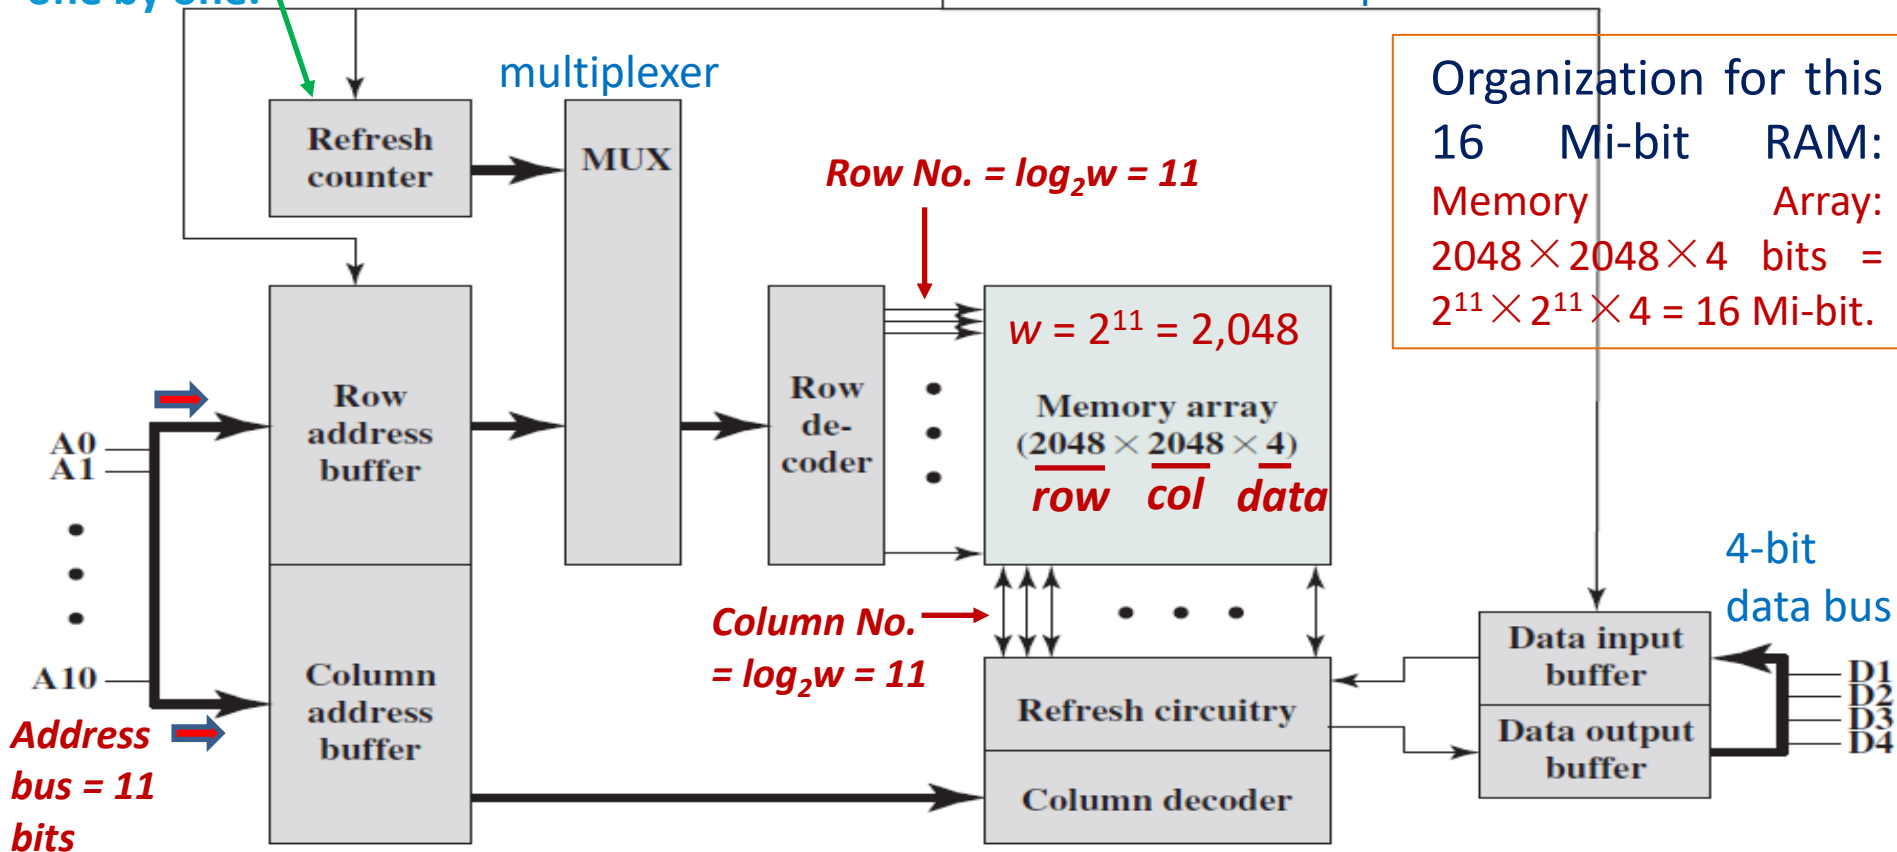 one by one.
multiplexer
Refresh
counter
MUX
Row No. = log₂w = 11
Organization for this
16 Mi-bit RAM:
Memory Array:
2048×2048×4 bits =
2¹¹×2¹¹×4 = 16 Mi-bit.
w = 2¹¹ = 2,048
Row
address
buffer
Row
de-
coder
Memory array
(2048 × 2048 × 4)
row col data
A0
A1
A10
Address
bus = 11
bits
Column
address
buffer
Column No.
= log₂w = 11
Refresh circuitry
Column decoder
4-bit
data bus
Data input
buffer
Data output
buffer
D1
D2
D3
D4